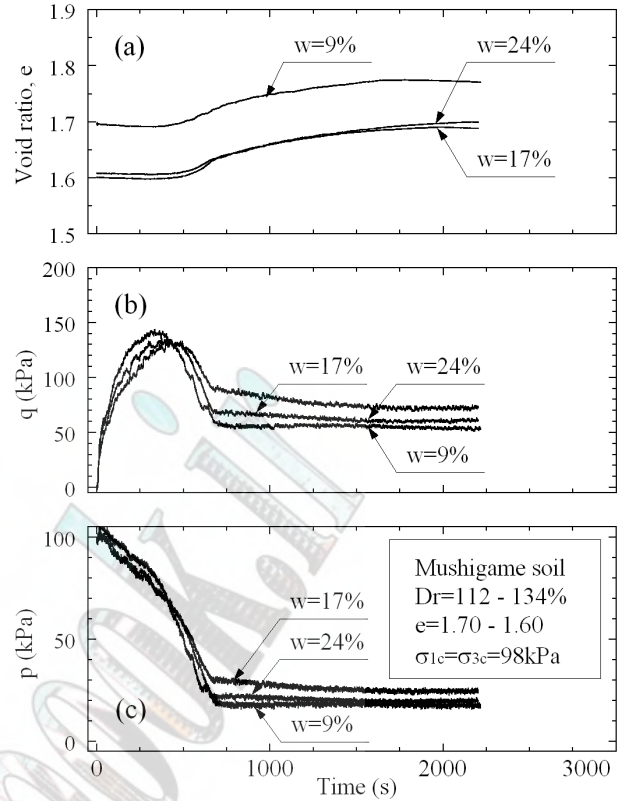 (a)
w=9%
w=24%
w=17%
Void ratio, e
1.9
1.8
1.7
1.6
1.5
(b)
w=17%
w=24%
w=9%
q (kPa)
200
150
100
50
0
(c)
w=17%
w=24%
w=9%
Mushigame soil
Dr=112 - 134%
e=1.70 - 1.60
σ1c=σ3c=98kPa
p (kPa)
100
50
0
0 1000 2000 3000
Time (s)
ook.ir